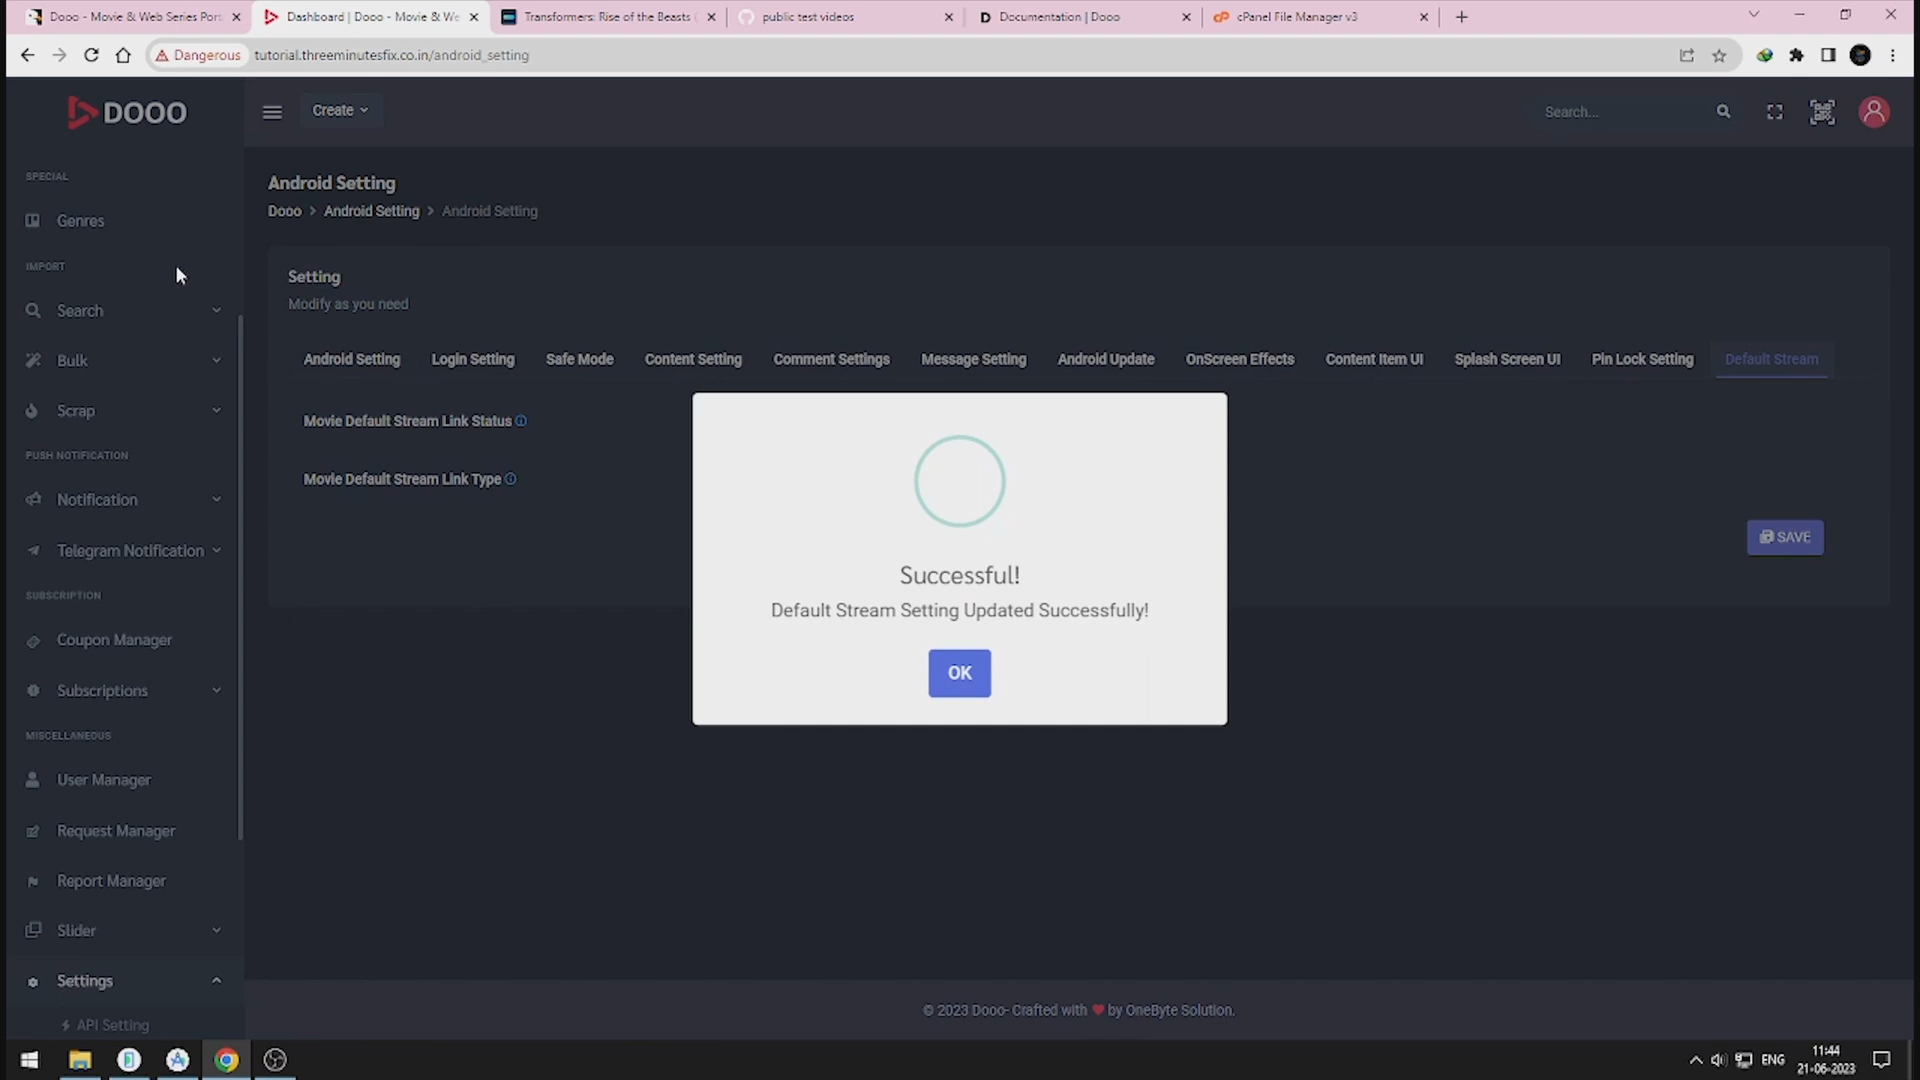 Dooo - Movie & Web Series Por
Dashboard | Dooo - Movie & We
Transformers: Rise of the Beasts
public test videos
Documentation | Dooo
cPanel File Manager v3
Dangerous
tutorial.threeminutesfix.co.in/android_setting
DOOO
Create
Search...
SPECIAL
Genres
IMPORT
Search
Bulk
Scrap
PUSH NOTIFICATION
Notification
Telegram Notification
SUBSCRIPTION
Coupon Manager
Subscriptions
MISCELLANEOUS
User Manager
Request Manager
Report Manager
Slider
Settings
API Setting
Android Setting
Dooo > Android Setting > Android Setting
Setting
Modify as you need
Android Setting
Login Setting
Safe Mode
Content Setting
Comment Settings
Message Setting
Android Update
OnScreen Effects
Content Item UI
Splash Screen UI
Pin Lock Setting
Default Stream
Movie Default Stream Link Status
Movie Default Stream Link Type
SAVE
Successful!
Default Stream Setting Updated Successfully!
OK
© 2023 Dooo- Crafted with ❤ by OneByte Solution.
ENG
11:44
21-06-2023